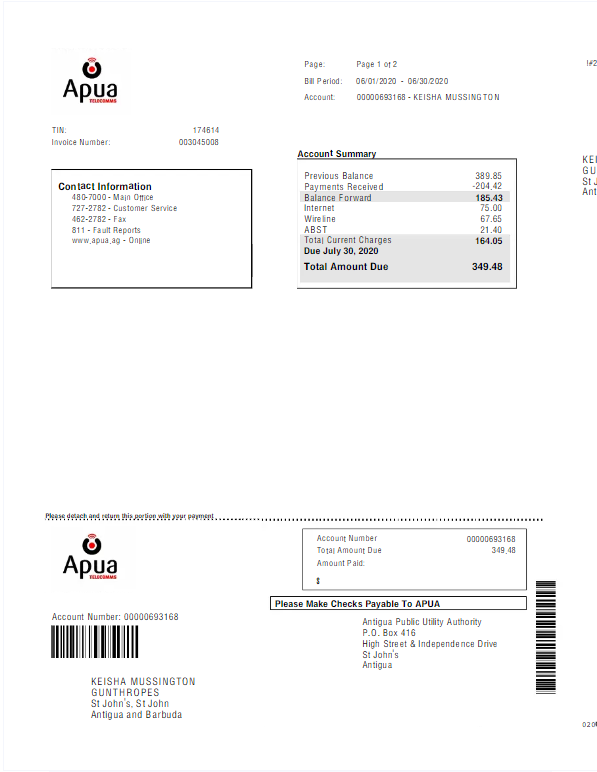 Apua
TELECOMMS
Page: Page 1 of 2
Bill Period: 06/01/2020 - 06/30/2020
Account: 00000693168 - KEISHA MUSSINGTON
!#2
TIN: 174614
Invoice Number: 003045008
Contact Information
480-7000 - Main Office
727-2782 - Customer Service
462-2782 - Fax
811 - Fault Reports
www.apua.ag - Online
Account Summary
Previous Balance 389.85
Payments Received -204.42
Balance Forward 185.43
Internet 75.00
Wireline 67.65
ABST 21.40
Total Current Charges 164.05
Due July 30, 2020
Total Amount Due 349.48
KEI
GU
St J
Ant
Please detach and return this portion with your payment
Apua
TELECOMMS
Account Number 00000693168
Total Amount Due 349.48
Amount Paid:
$
Please Make Checks Payable To APUA
Account Number: 00000693168
Antigua Public Utility Authority
P.O. Box 416
High Street & Independence Drive
St John's
Antigua
KEISHA MUSSINGTON
GUNTHROPES
St John's, St John
Antigua and Barbuda